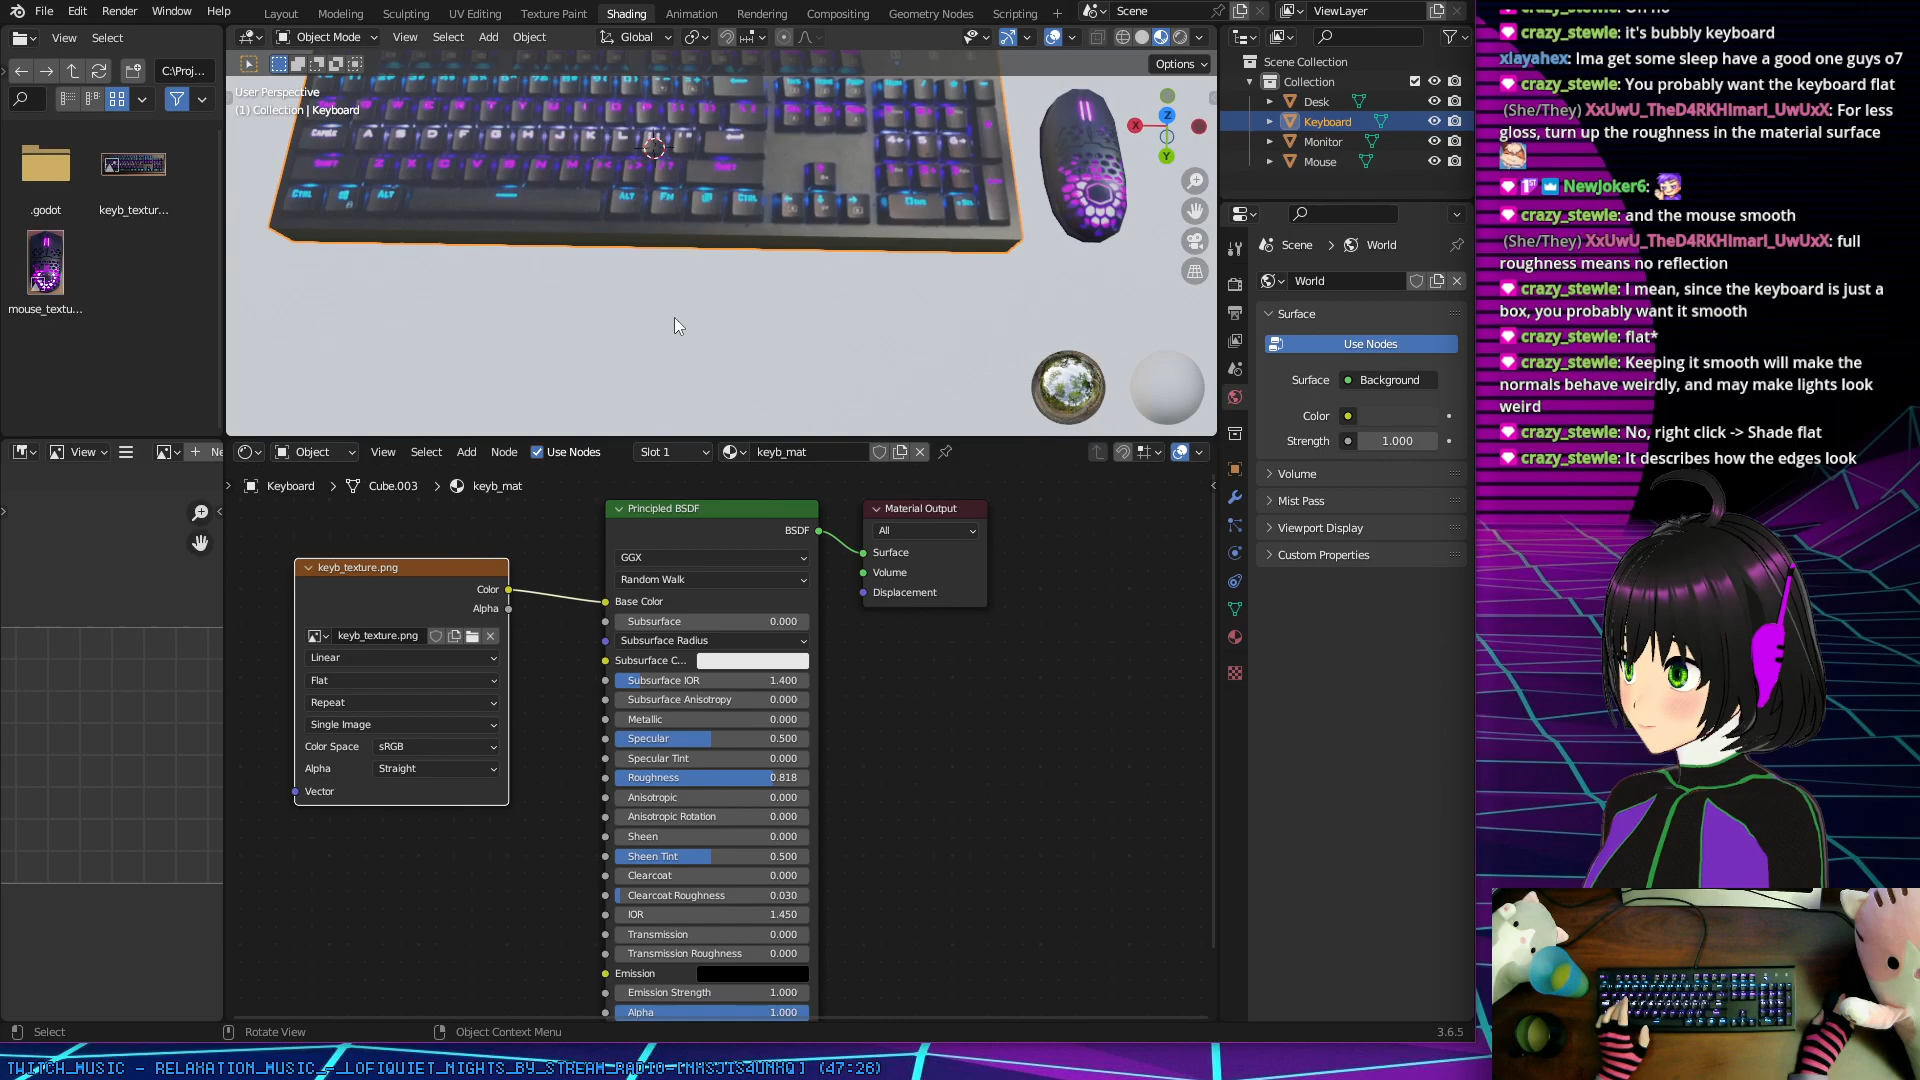 File Edit Render Window Help Layout Modeling Sculpting UV Editing Texture Paint Shading Animation Rendering Compositing Geometry Nodes Scripting Scene ViewLayer
View Select
C:\Proj...
.godot
keyb_textur...
mouse_textu...
Object Mode View Select Add Object Global
Options
User Perspective
(1) Collection | Keyboard
X Z Y
Scene Collection
Collection
Desk
Keyboard
Monitor
Mouse
Scene World
World
Surface
Use Nodes
Surface Background
Color
Strength 1.000
Volume
Mist Pass
Viewport Display
Custom Properties
View Ne
Object View Select Add Node Use Nodes Slot 1 keyb_mat
Keyboard Cube.003 keyb_mat
keyb_texture.png
Color
Alpha
keyb_texture.png
Linear
Flat
Repeat
Single Image
Color Space sRGB
Alpha Straight
Vector
Principled BSDF
BSDF
GGX
Random Walk
Base Color
Subsurface 0.000
Subsurface Radius
Subsurface C...
Subsurface IOR 1.400
Subsurface Anisotropy 0.000
Metallic 0.000
Specular 0.500
Specular Tint 0.000
Roughness 0.818
Anisotropic 0.000
Anisotropic Rotation 0.000
Sheen 0.000
Sheen Tint 0.500
Clearcoat 0.000
Clearcoat Roughness 0.030
IOR 1.450
Transmission 0.000
Transmission Roughness 0.000
Emission
Emission Strength 1.000
Alpha 1.000
Material Output
All
Surface
Volume
Displacement
Select Rotate View Object Context Menu 3.6.5
crazy_stewie: it's bubbly keyboard
xlayahex: Ima get some sleep have a good one guys o7
crazy_stewie: You probably want the keyboard flat
(She/They) XxUwU_TheD4RKHImarI_UwUxX: For less
gloss, turn up the roughness in the material surface
1ST NewJoker6:
crazy_stewie: and the mouse smooth
(She/They) XxUwU_TheD4RKHImarI_UwUxX: full
roughness means no reflection
crazy_stewie: I mean, since the keyboard is just a
box, you probably want it smooth
crazy_stewie: flat*
crazy_stewie: Keeping it smooth will make the
normals behave weirdly, and may make lights look
weird
crazy_stewie: No, right click -> Shade flat
crazy_stewie: It describes how the edges look
TWITCH_MUSIC - RELAXATION_MUSIC_-_LOFIQUIET_NIGHTS_BY_STREAM_RADIO-[NMSJIS4UNHQ] (47:26)